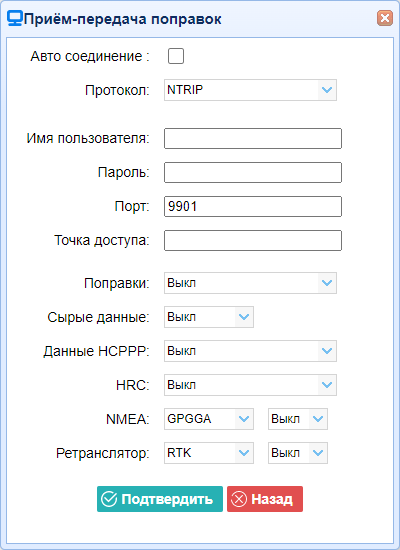 Приём-передача поправок
Авто соединение :
Протокол: NTRIP
Имя пользователя:
Пароль:
Порт: 9901
Точка доступа:
Поправки: Выкл
Сырые данные: Выкл
Данные HCPPP: Выкл
HRC: Выкл
NMEA: GPGGA Выкл
Ретранслятор: RTK Выкл
Подтвердить Назад